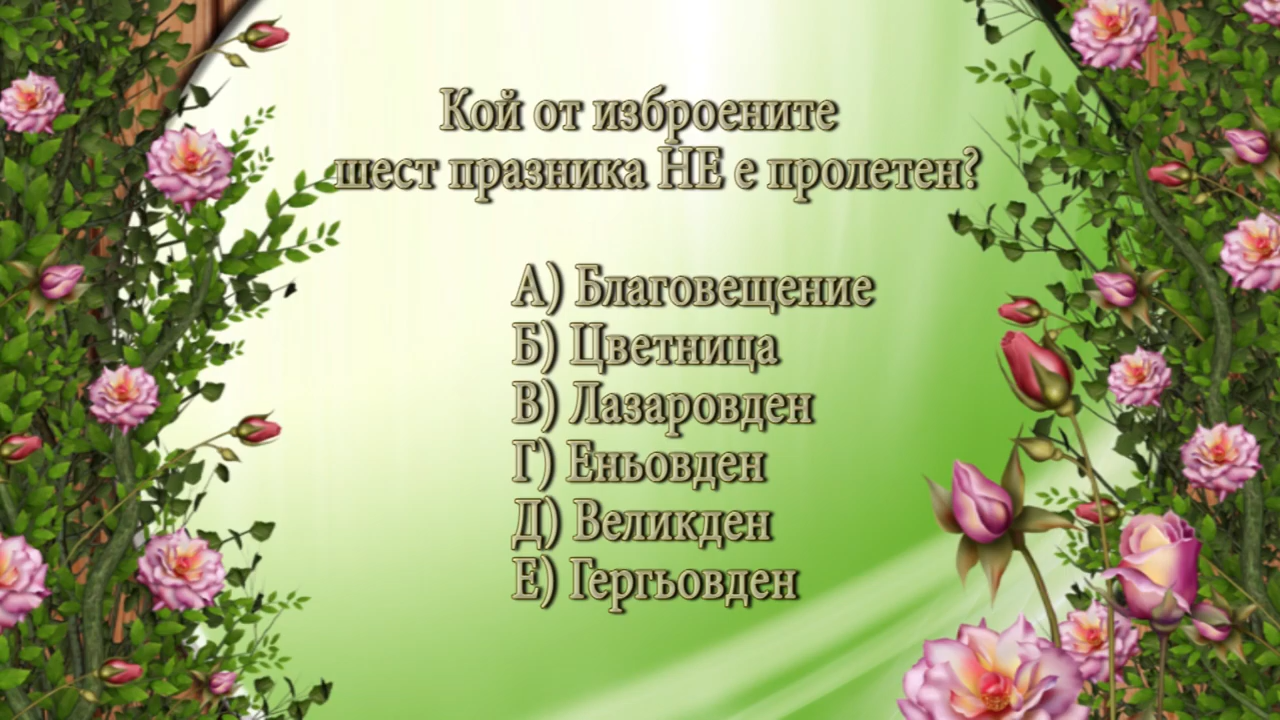 Кой от изброените
шест празника НЕ е пролетен?
А) Благовещение
Б) Цветница
В) Лазаровден
Г) Еньовден
Д) Великден
Е) Гергьовден